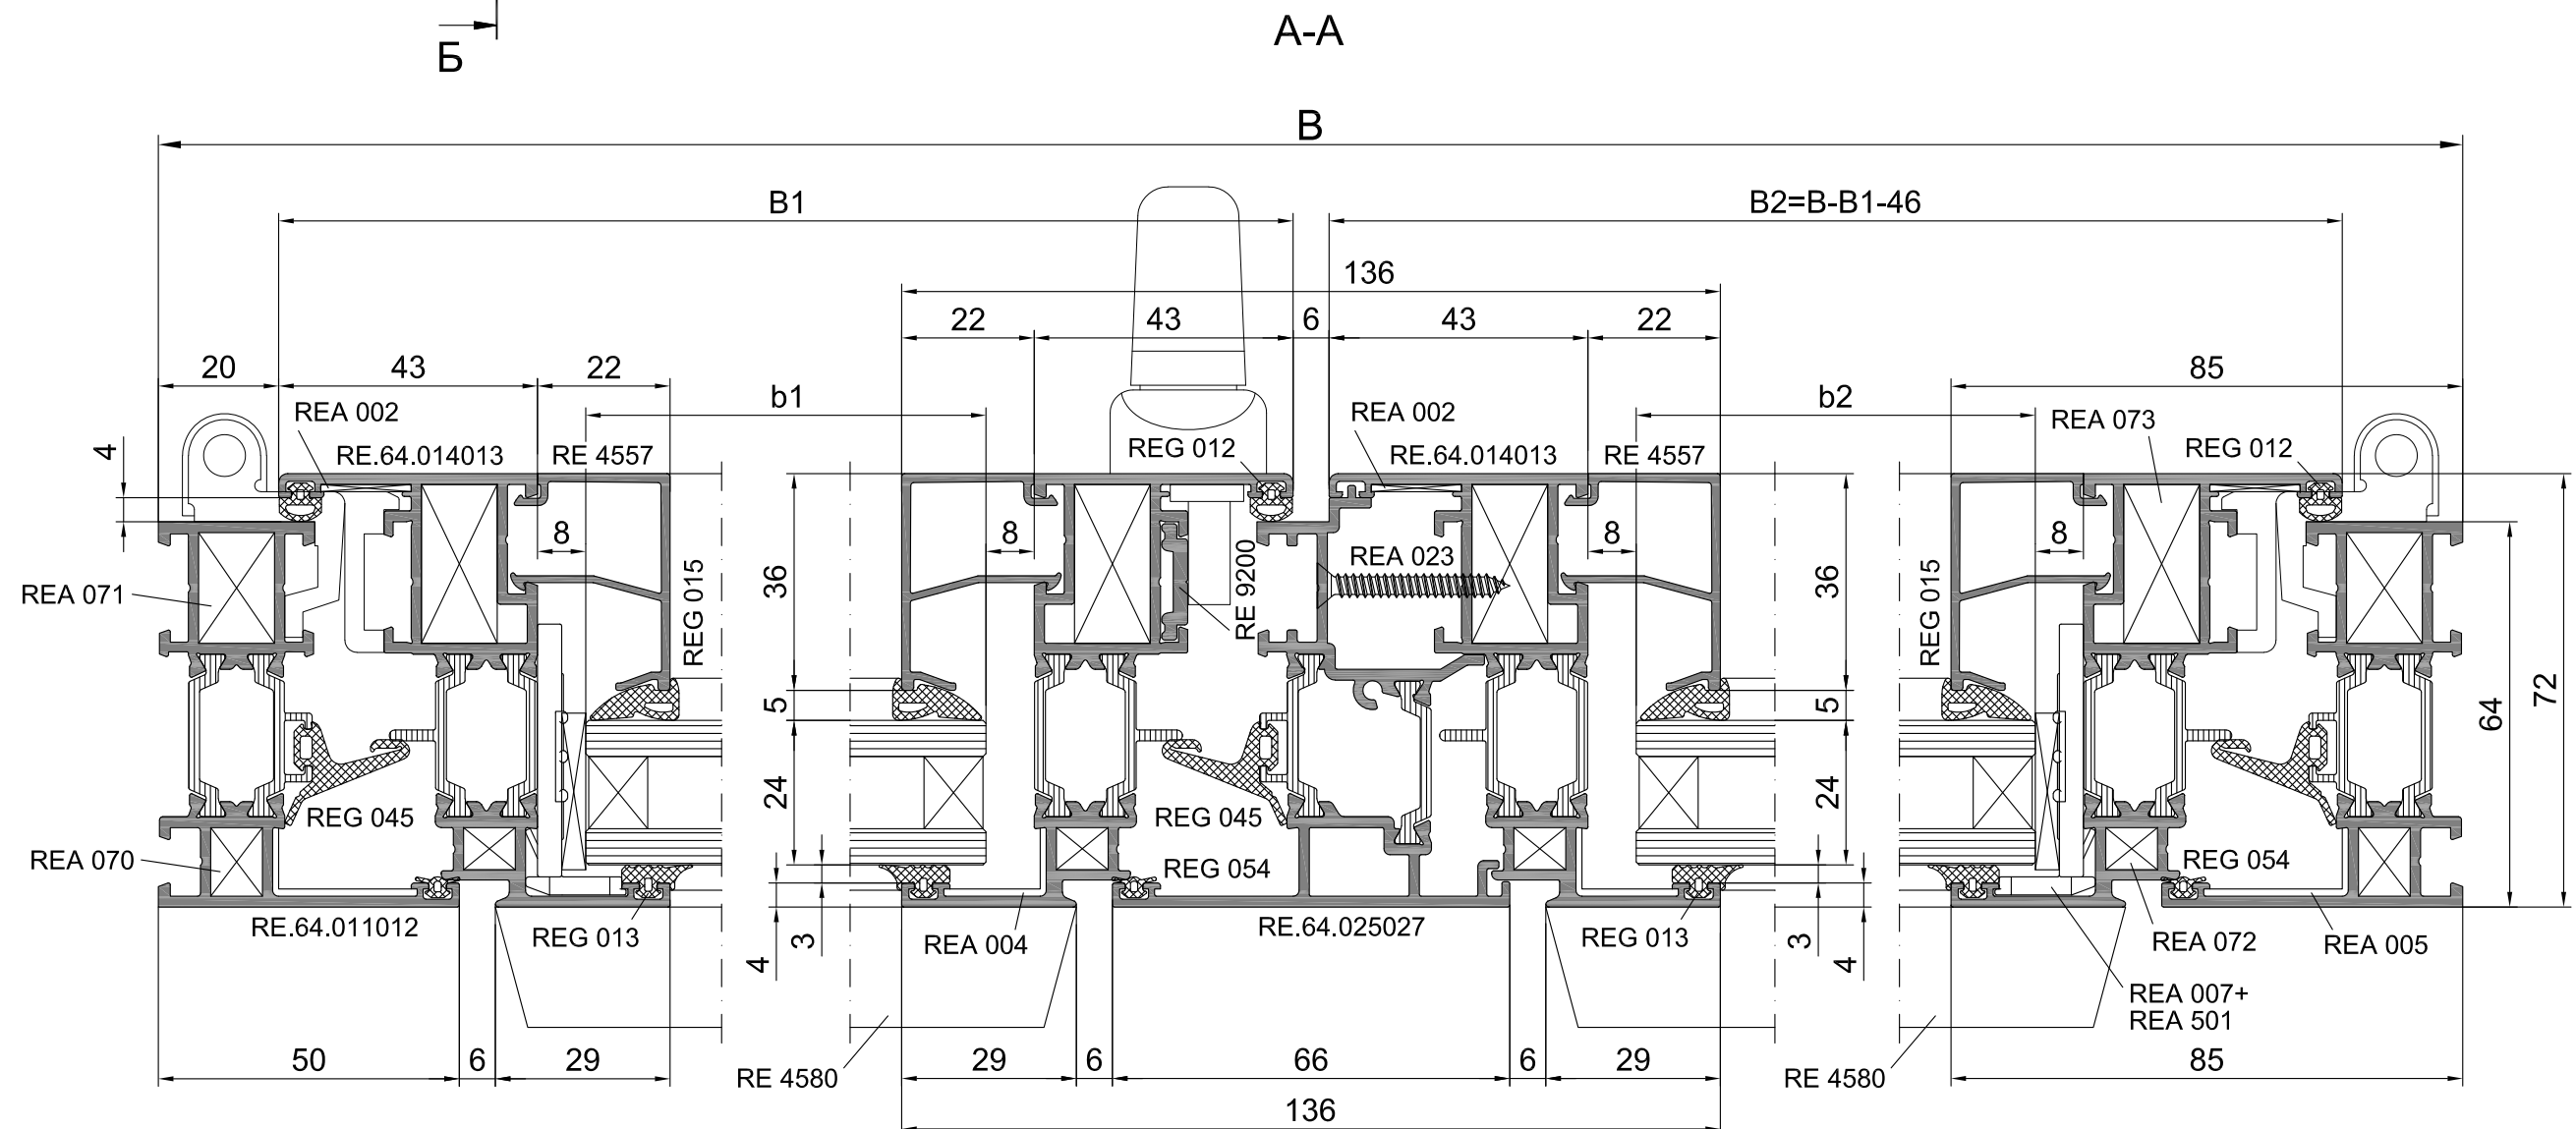 Б
А-А
B
B1
B2=B-B1-46
136
22
43
6
43
22
20
43
22
85
b1
b2
REA 002
REA 002
REA 073
4
RE.64.014013
RE 4557
REG 012
RE.64.014013
RE 4557
REG 012
8
8
8
8
36
REG 015
RE 9200
REA 023
36
REG 015
REA 071
5
5
64
72
24
24
REG 045
REG 045
REA 070
REG 054
REG 054
RE.64.011012
REG 013
3
4
REA 004
RE.64.025027
REG 013
3
4
REA 072
REA 005
REA 007+
REA 501
50
6
29
RE 4580
29
6
66
6
29
RE 4580
85
136